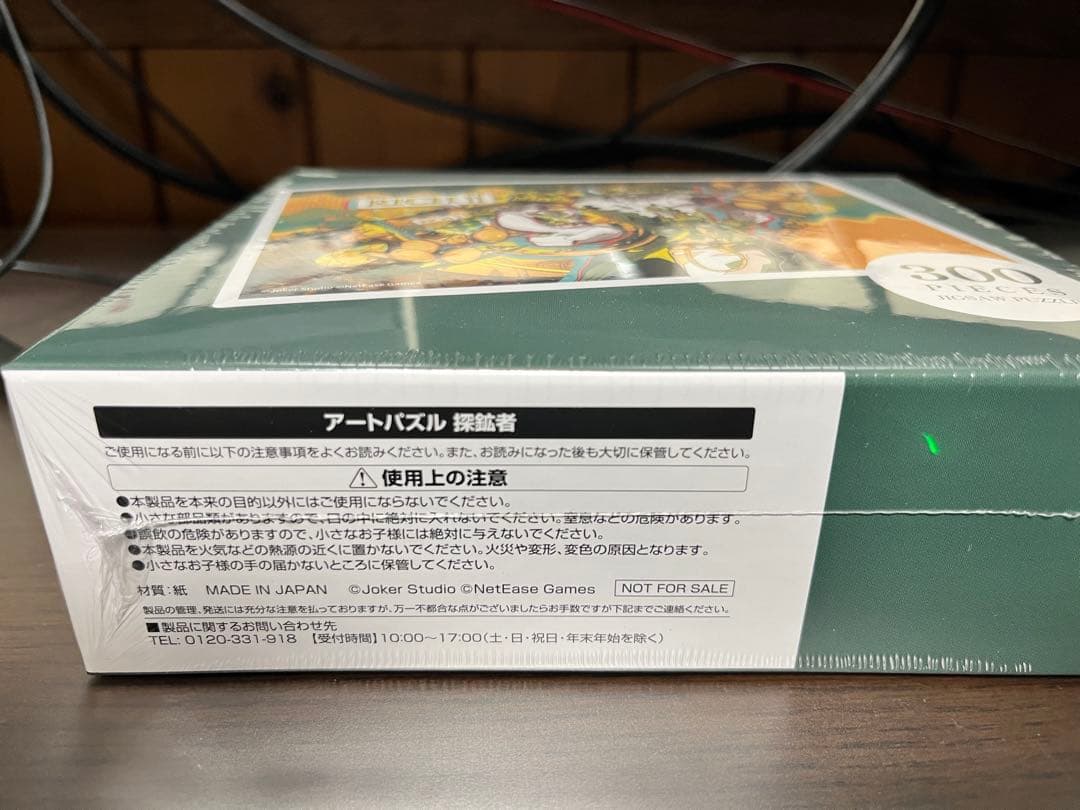 ©Joker Studio ©NetEase Games
300
PIECES
JIGSAW PUZZLE
アートパズル 探鉱者
ご使用になる前に以下の注意事項をよくお読みください。また、お読みになった後も大切に保管してください。
使用上の注意
●本製品を本来の目的以外にはご使用にならないでください。
●小さな部品類がありますので、口の中に絶対に入れないでください。窒息などの危険があります。
●誤飲の危険がありますので、小さなお子様には絶対に与えないでください。
●本製品を火気などの熱源の近くに置かないでください。火災や変形、変色の原因となります。
●小さなお子様の手の届かないところに保管してください。
材質:紙 MADE IN JAPAN ©Joker Studio ©NetEase Games NOT FOR SALE
製品の管理、発送には充分な注意を払っておりますが、万一不都合な点がございましたらお手数ですが下記までご連絡ください。
■製品に関するお問い合わせ先
TEL: 0120-331-918 【受付時間】10:00〜17:00(土・日・祝日・年末年始を除く)